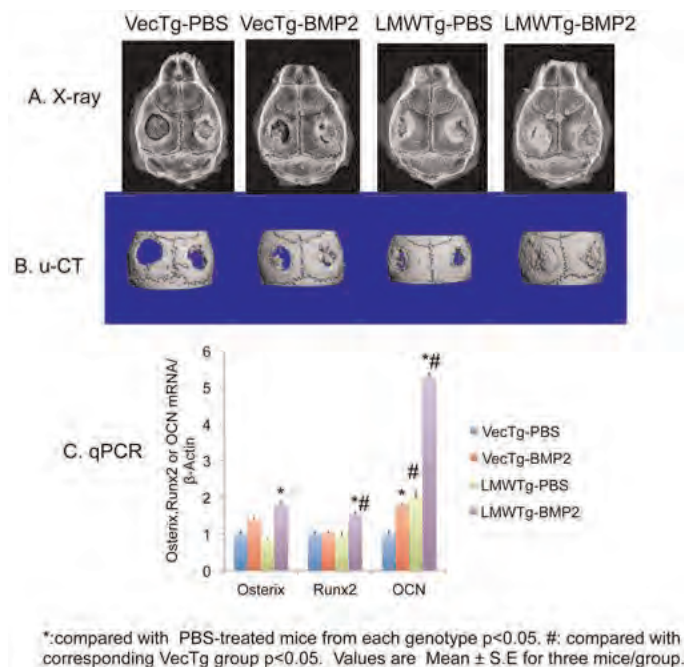 VecTg-PBS VecTg-BMP2 LMWTg-PBS LMWTg-BMP2
A. X-ray
B. u-CT
C. qPCR
Osterix,Runx2 or OCN mRNA/
β-Actin
6
5
4
3
2
1
0
*
*#
*
#
*#
Osterix Runx2 OCN
VecTg-PBS
VecTg-BMP2
LMWTg-PBS
LMWTg-BMP2
*:compared with PBS-treated mice from each genotype p<0.05. #: compared with
corresponding VecTg group p<0.05. Values are Mean ± S.E for three mice/group.